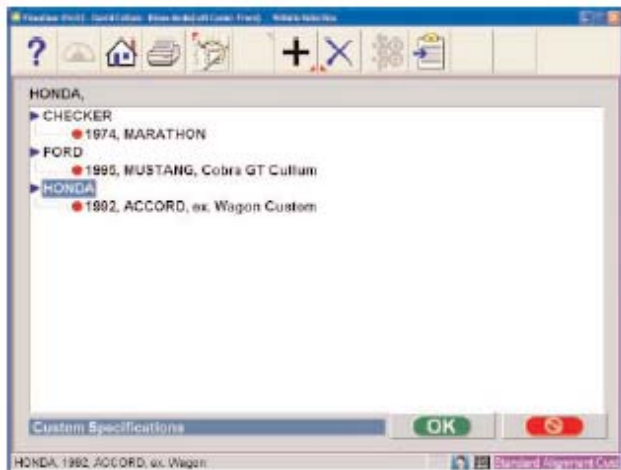 HONDA,
CHECKER
1974, MARATHON
FORD
1995, MUSTANG, Cobra GT Cullum
HONDA
1992, ACCORD, ex. Wagon Custom
Custom Specifications
OK
HONDA, 1992, ACCORD, ex. Wagon
Standard Alignment Cust